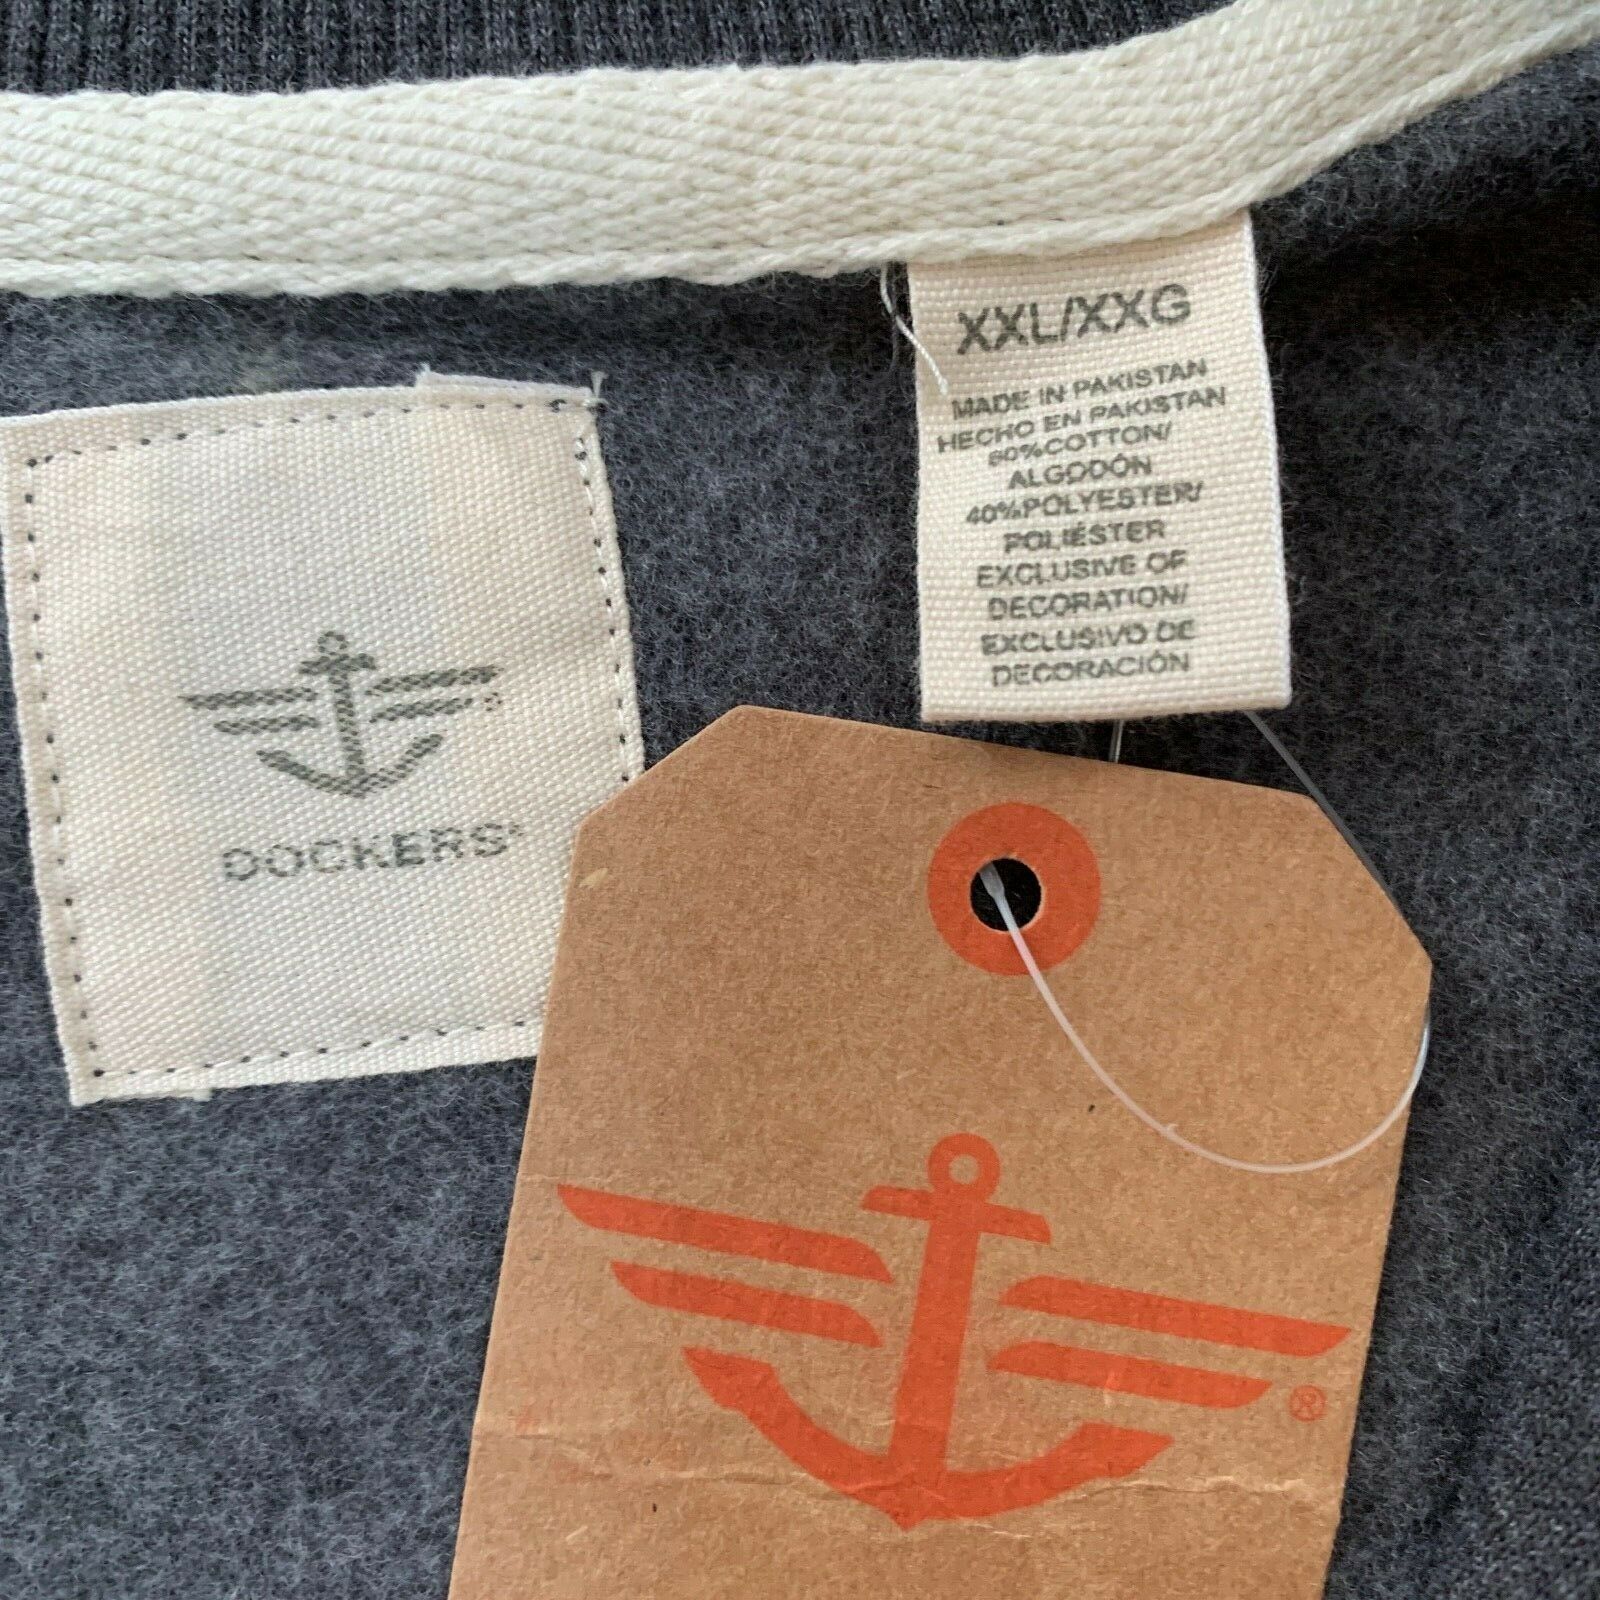 XXL/XXG
MADE IN PAKISTAN
HECHO EN PAKISTAN
60%COTTON/
ALGODÓN
40%POLYESTER/
POLIÉSTER
EXCLUSIVE OF
DECORATION/
EXCLUSIVO DE
DECORACIÓN
DOCKERS®
®